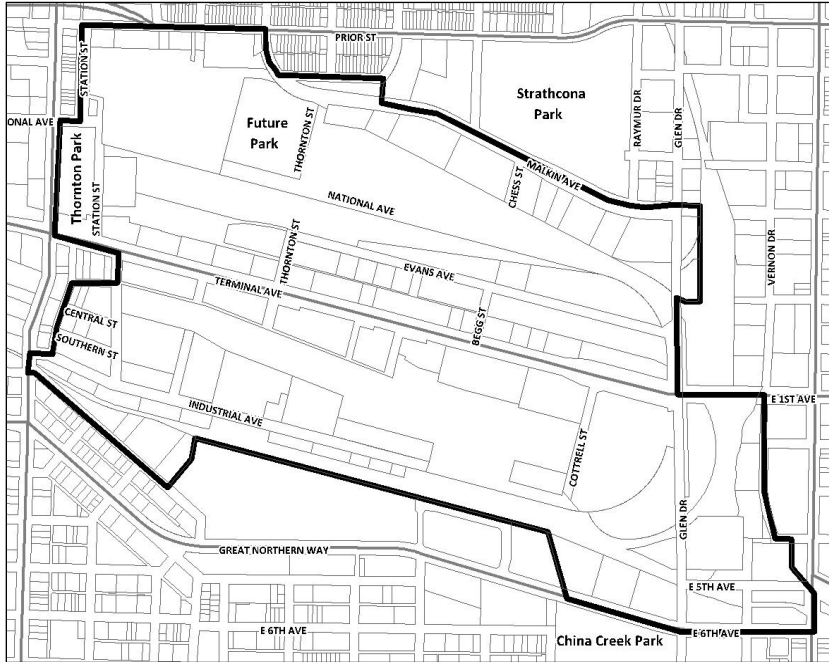 PRIOR ST
STATION ST
Strathcona
Park
RAYMUR DR
GLEN DR
ONAL AVE
Future
Park
THORNTON ST
Thornton Park
STATION ST
MALKIN AVE
CHESS ST
NATIONAL AVE
VERNON DR
THORNTON ST
EVANS AVE
TERMINAL AVE
BEGG ST
CENTRAL ST
SOUTHERN ST
E 1ST AVE
INDUSTRIAL AVE
COTTRELL ST
GLEN DR
GREAT NORTHERN WAY
E 5TH AVE
E 6TH AVE
E 6TH AVE
China Creek Park